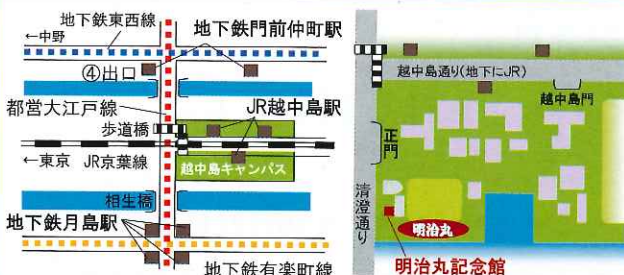 地下鉄東西線
←中野
地下鉄門前仲町駅
④出口
都営大江戸線
JR越中島駅
歩道橋
←東京 JR京葉線
越中島キャンパス
相生橋
地下鉄月島駅
地下鉄有楽町線
越中島通り(地下にJR)
越中島門
正門
清澄通り
明治丸
明治丸記念館